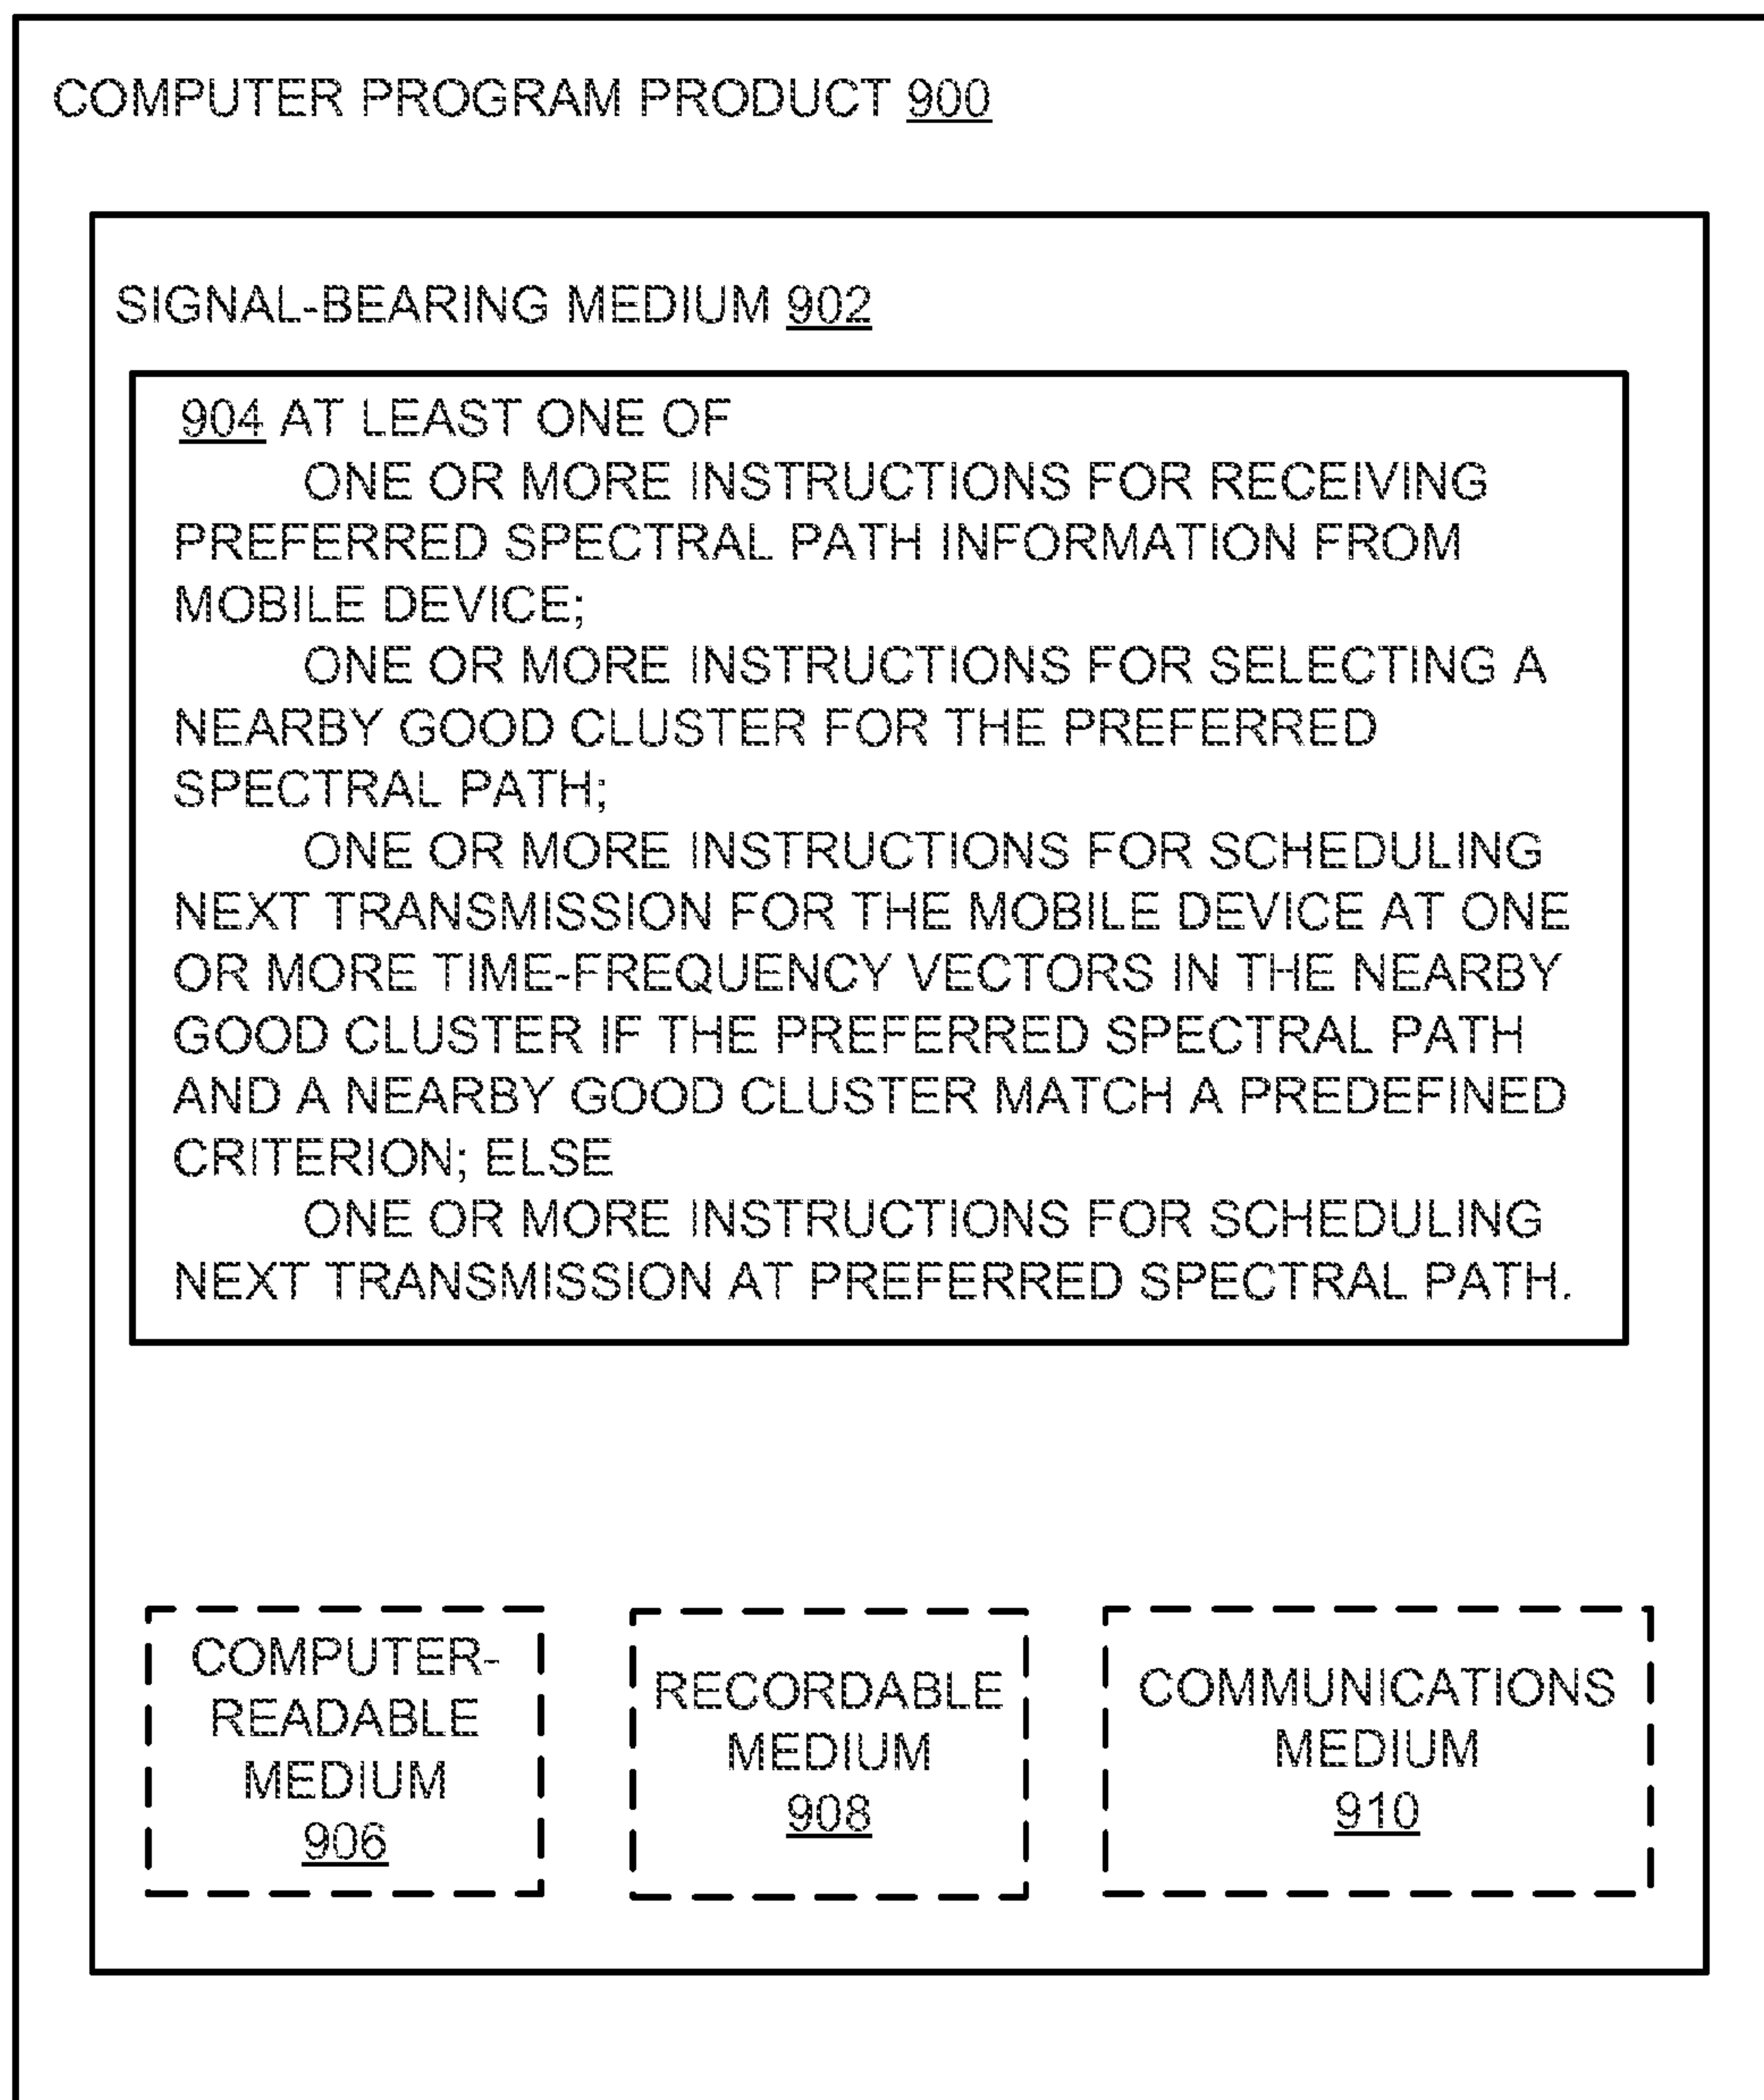 COMPUTER PROGRAM PRODUCT 900
SIGNAL-BEARING MEDIUM 902
904 AT LEAST ONE OF
ONE OR MORE INSTRUCTIONS FOR RECEIVING
PREFERRED SPECTRAL PATH INFORMATION FROM
MOBILE DEVICE;
ONE OR MORE INSTRUCTIONS FOR SELECTING A
NEARBY GOOD CLUSTER FOR THE PREFERRED
SPECTRAL PATH;
ONE OR MORE INSTRUCTIONS FOR SCHEDULING
NEXT TRANSMISSION FOR THE MOBILE DEVICE AT ONE
OR MORE TIME-FREQUENCY VECTORS IN THE NEARBY
GOOD CLUSTER IF THE PREFERRED SPECTRAL PATH
AND A NEARBY GOOD CLUSTER MATCH A PREDEFINED
CRITERION; ELSE
ONE OR MORE INSTRUCTIONS FOR SCHEDULING
NEXT TRANSMISSION AT PREFERRED SPECTRAL PATH.
COMPUTER-
READABLE
MEDIUM
906
RECORDABLE
MEDIUM
908
COMMUNICATIONS
MEDIUM
910